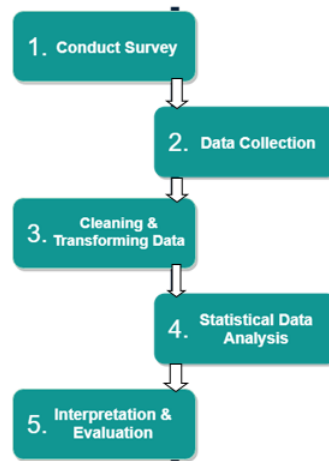 1. Conduct Survey
2. Data Collection
3. Cleaning &
Transforming Data
4. Statistical Data
Analysis
5. Interpretation &
Evaluation